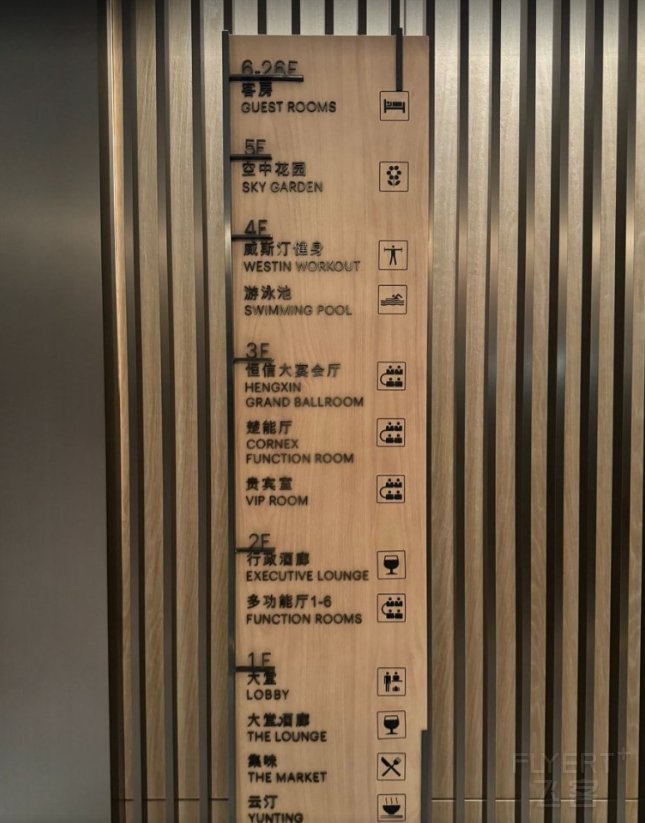 6-26F
客房
GUEST ROOMS
5F
空中花园
SKY GARDEN
4F
威斯汀健身
WESTIN WORKOUT
游泳池
SWIMMING POOL
3F
恒信大宴会厅
HENGXIN
GRAND BALLROOM
楚能厅
CORNEX
FUNCTION ROOM
贵宾室
VIP ROOM
2F
行政酒廊
EXECUTIVE LOUNGE
多功能厅1-6
FUNCTION ROOMS
1F
大堂
LOBBY
大堂酒廊
THE LOUNGE
集味
THE MARKET
云汀
YUNTING
FLYERT+
飞客